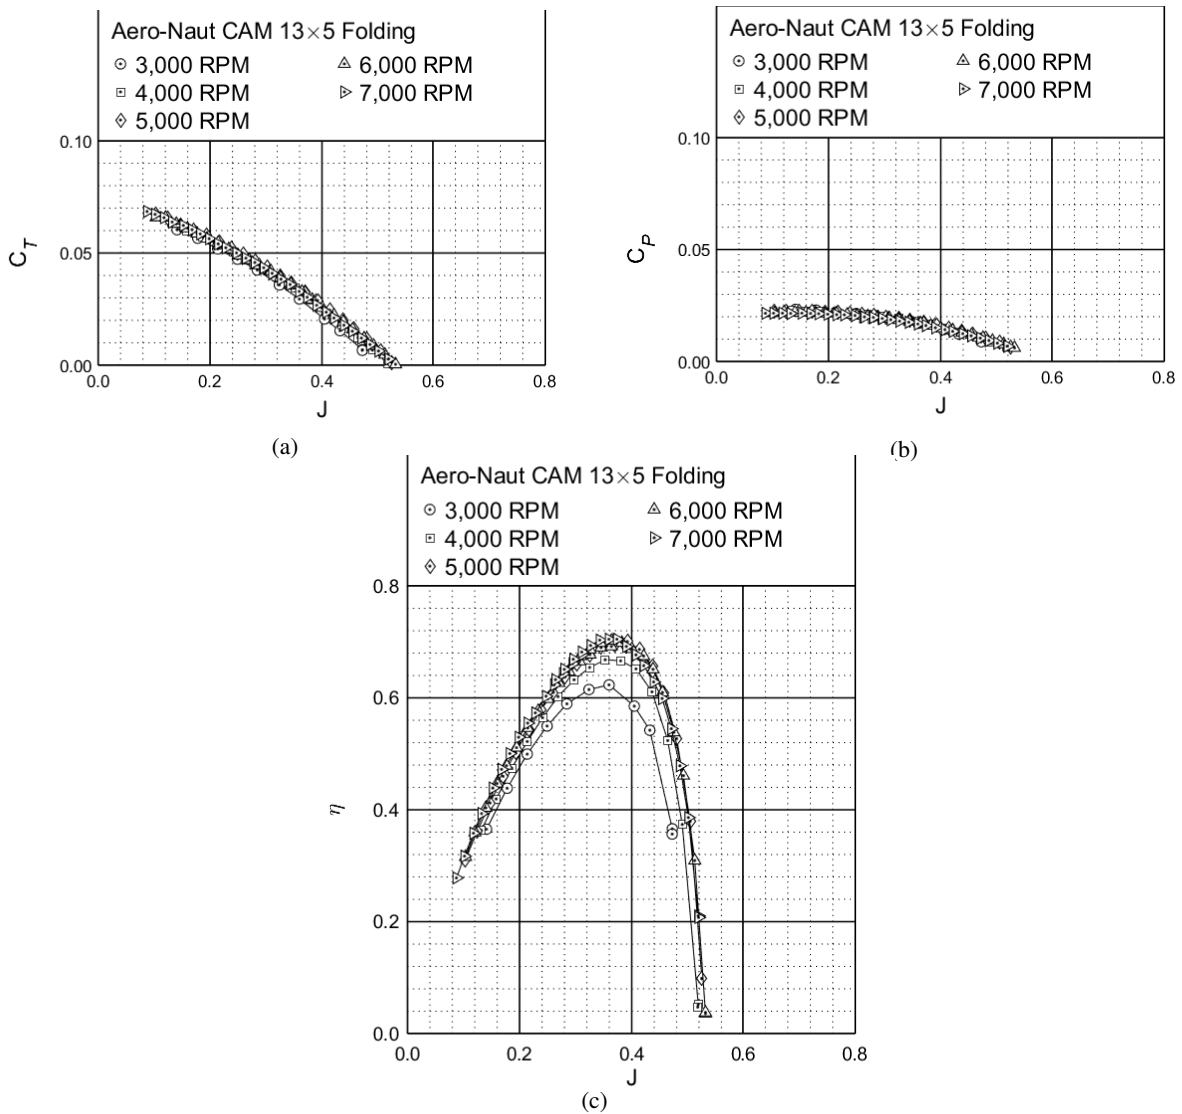 Aero-Naut CAM 13×5 Folding
3,000 RPM 6,000 RPM
4,000 RPM 7,000 RPM
5,000 RPM
0.10
0.05
0.00
C_T
0.0 0.2 0.4 0.6 0.8
J
(a)
Aero-Naut CAM 13×5 Folding
3,000 RPM 6,000 RPM
4,000 RPM 7,000 RPM
5,000 RPM
0.10
0.05
0.00
C_P
0.0 0.2 0.4 0.6 0.8
J
(b)
Aero-Naut CAM 13×5 Folding
3,000 RPM 6,000 RPM
4,000 RPM 7,000 RPM
5,000 RPM
0.8
0.6
0.4
0.2
0.0
η
0.0 0.2 0.4 0.6 0.8
J
(c)